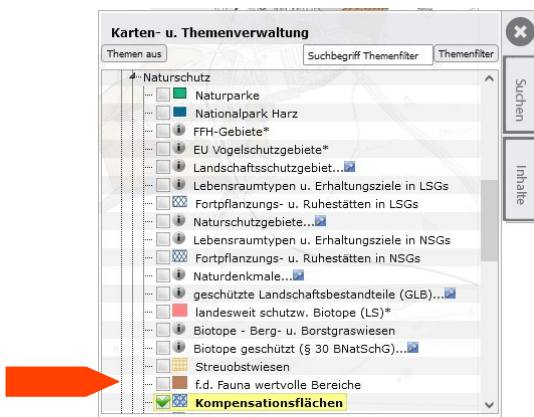 Karten- u. Themenverwaltung
Themen aus
Suchbegriff Themenfilter
Themenfilter
Naturschutz
Naturparke
Nationalpark Harz
FFH-Gebiete*
EU Vogelschutzgebiete*
Landschaftsschutzgebiet...
Lebensraumtypen u. Erhaltungsziele in LSGs
Fortpflanzungs- u. Ruhestätten in LSGs
Naturschutzgebiete...
Lebensraumtypen u. Erhaltungsziele in NSGs
Fortpflanzungs- u. Ruhestätten in NSGs
Naturdenkmale...
geschützte Landschaftsbestandteile (GLB)...
landesweit schutzw. Biotope (LS)*
Biotope - Berg- u. Borstgraswiesen
Biotope geschützt (§ 30 BNatSchG)...
Streuobstwiesen
f.d. Fauna wertvolle Bereiche
Kompensationsflächen
Suchen
Inhalte